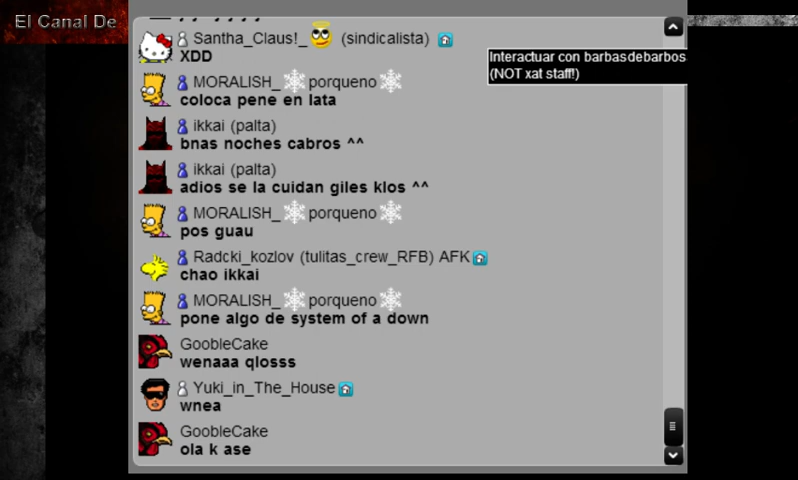 El Canal De
Santha_Claus!_ (sindicalista)
XDD
Interactuar con barbasdebarbos
(NOT xat staff!)
MORALISH_ porqueno
coloca pene en lata
ikkai (palta)
bnas noches cabros ^^
ikkai (palta)
adios se la cuidan giles klos ^^
MORALISH_ porqueno
pos guau
Radcki_kozlov (tulitas_crew_RFB) AFK
chao ikkai
MORALISH_ porqueno
pone algo de system of a down
GoobleCake
wenaaa qlosss
Yuki_in_The_House
wnea
GoobleCake
ola k ase